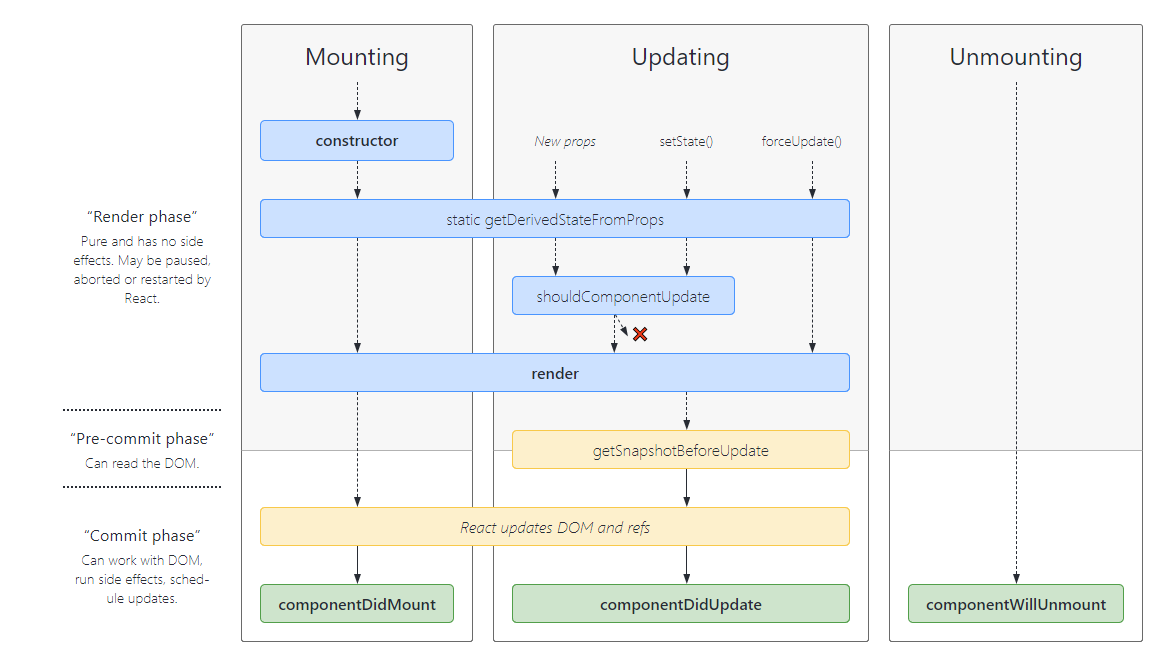 Mounting
Updating
Unmounting
constructor
New props
setState()
forceUpdate()
“Render phase”
Pure and has no side
effects. May be paused,
aborted or restarted by
React.
static getDerivedStateFromProps
shouldComponentUpdate
render
“Pre-commit phase”
Can read the DOM.
getSnapshotBeforeUpdate
“Commit phase”
Can work with DOM,
run side effects, sched-
ule updates.
React updates DOM and refs
componentDidMount
componentDidUpdate
componentWillUnmount